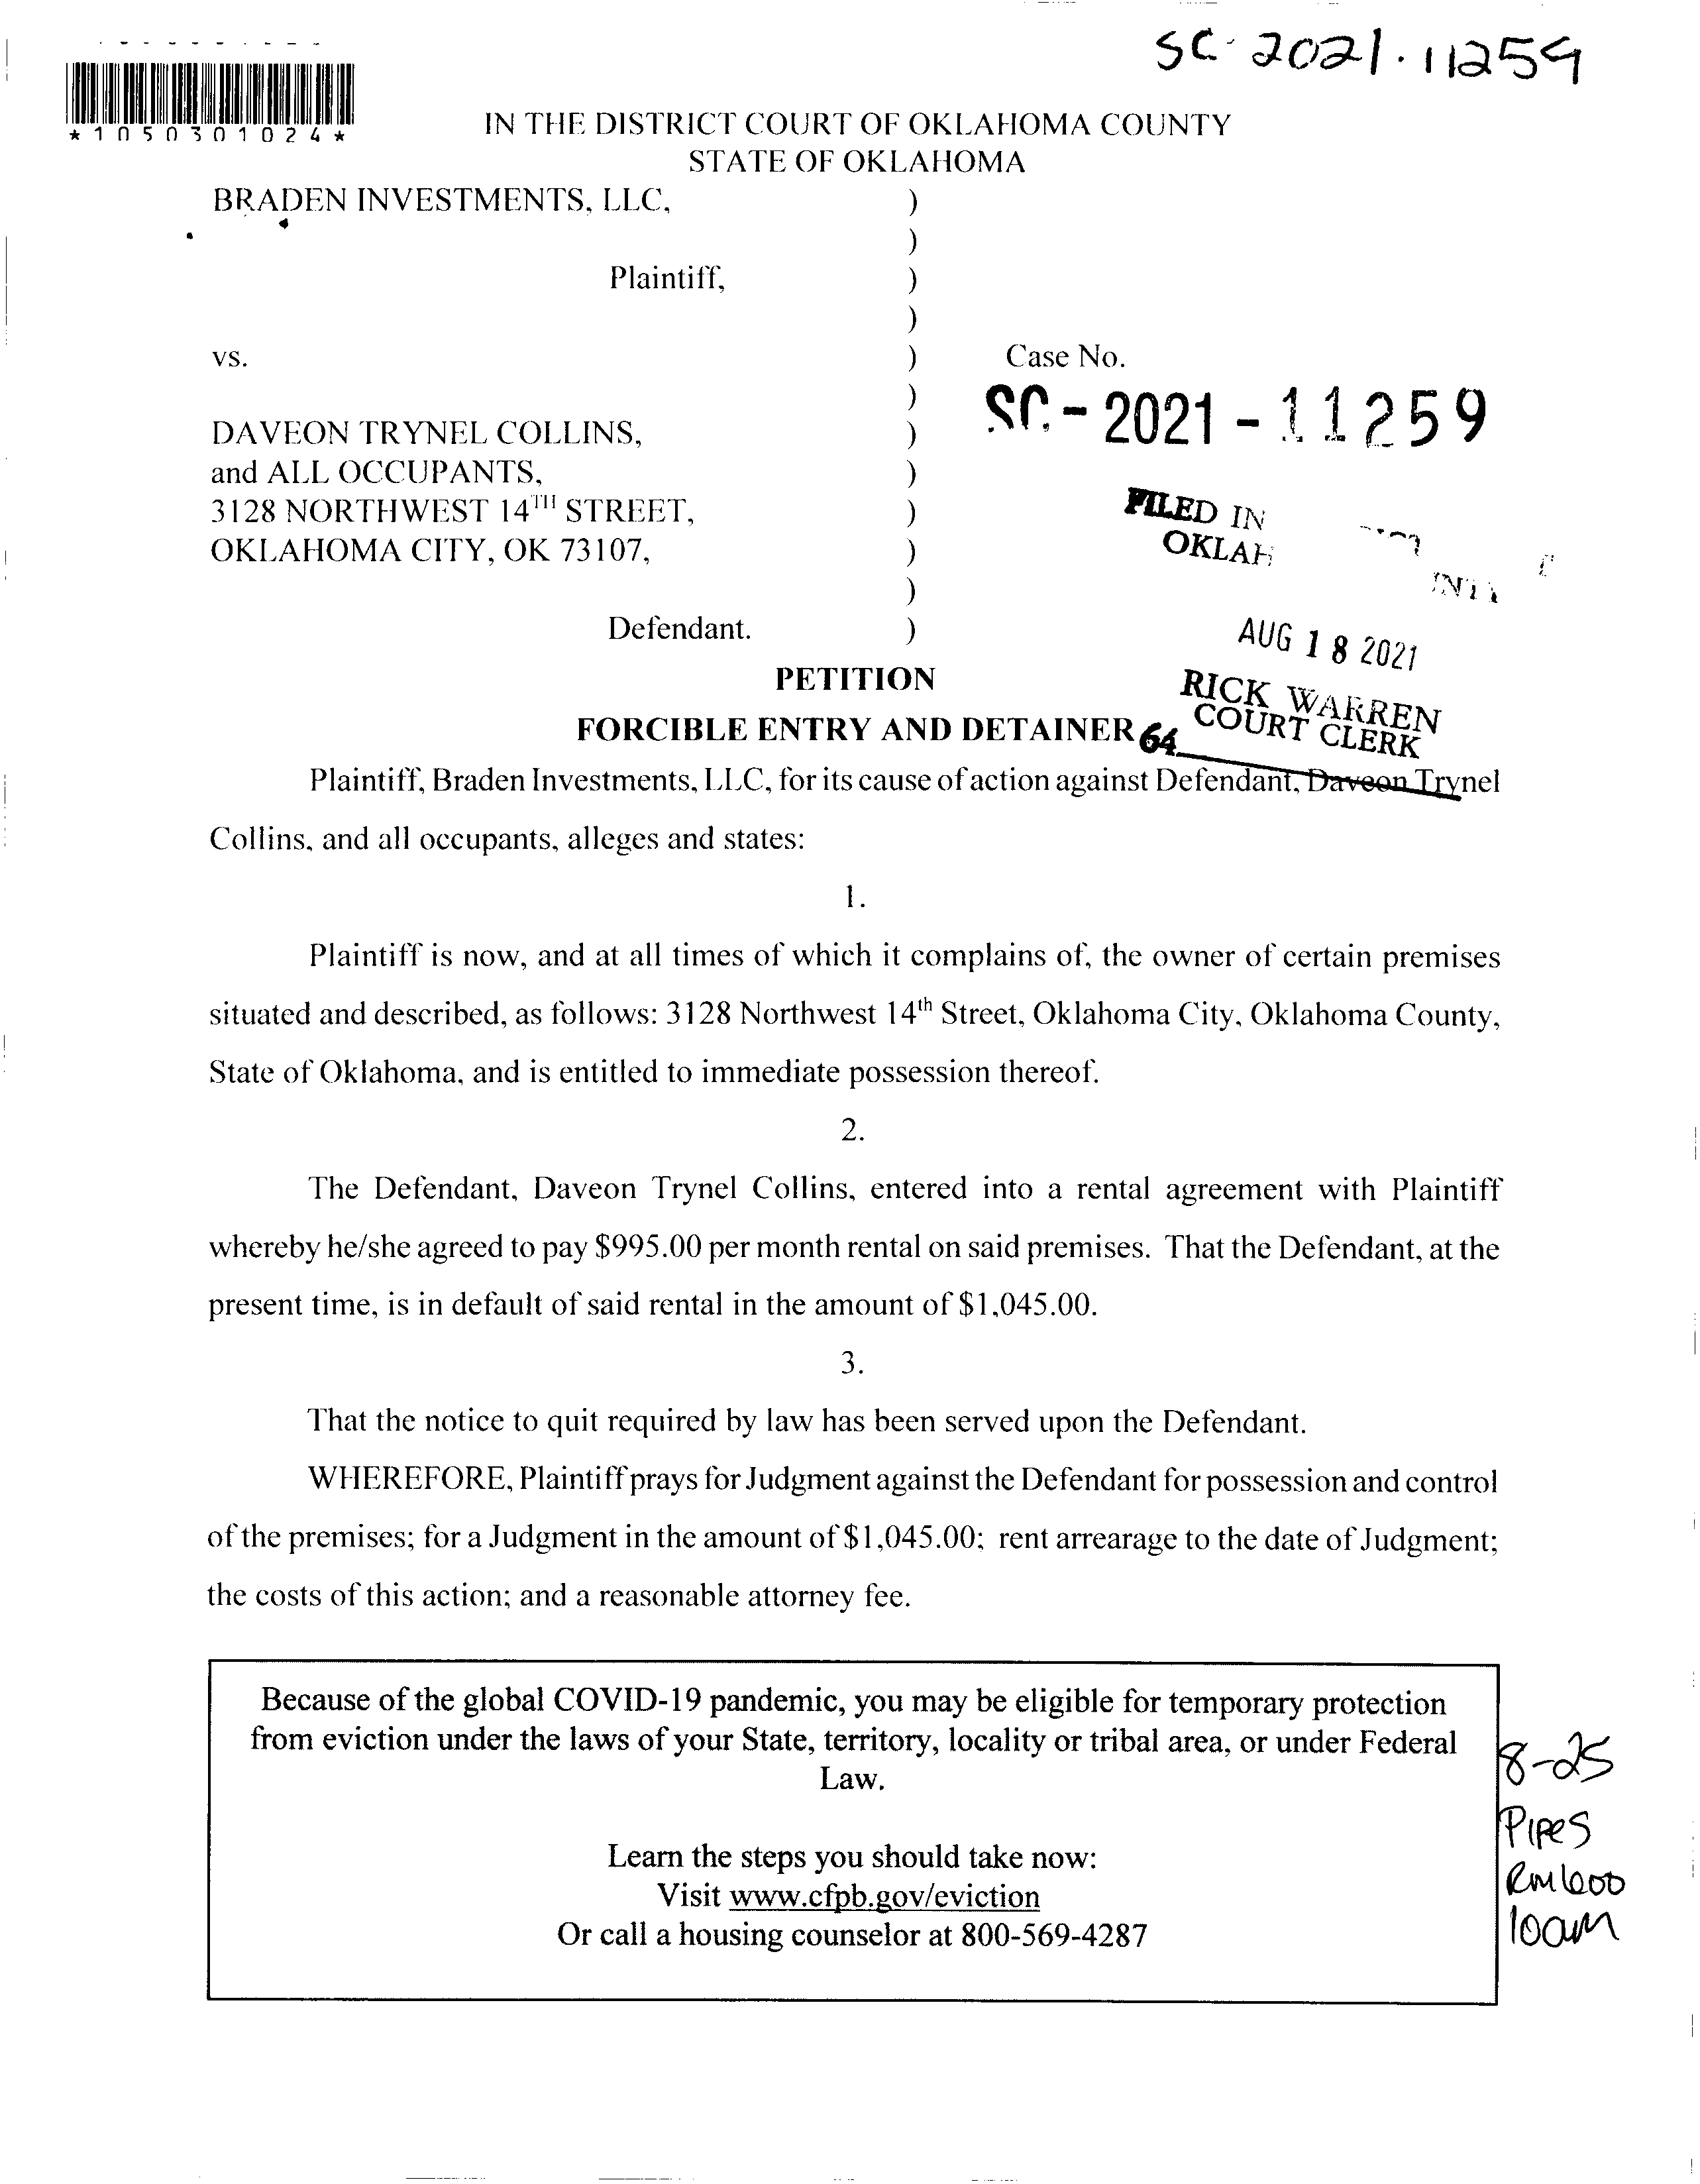 SC-2021-11259
*1050301024*
IN THE DISTRICT COURT OF OKLAHOMA COUNTY
STATE OF OKLAHOMA
BRADEN INVESTMENTS, LLC, )
)
Plaintiff, )
)
vs. ) Case No.
) SC-2021-11259
DAVEON TRYNEL COLLINS, )
and ALL OCCUPANTS, )
3128 NORTHWEST 14TH STREET, ) FILED IN
OKLAHOMA CITY, OK 73107, ) OKLAH
)
Defendant. ) AUG 18 2021
PETITION
RICK WARREN
COURT CLERK
FORCIBLE ENTRY AND DETAINER 64
Plaintiff, Braden Investments, LLC, for its cause of action against Defendant, Daveon Trynel
Collins, and all occupants, alleges and states:
1.
Plaintiff is now, and at all times of which it complains of, the owner of certain premises
situated and described, as follows: 3128 Northwest 14th Street, Oklahoma City, Oklahoma County,
State of Oklahoma, and is entitled to immediate possession thereof.
2.
The Defendant, Daveon Trynel Collins, entered into a rental agreement with Plaintiff
whereby he/she agreed to pay $995.00 per month rental on said premises. That the Defendant, at the
present time, is in default of said rental in the amount of $1,045.00.
3.
That the notice to quit required by law has been served upon the Defendant.
WHEREFORE, Plaintiff prays for Judgment against the Defendant for possession and control
of the premises; for a Judgment in the amount of $1,045.00; rent arrearage to the date of Judgment;
the costs of this action; and a reasonable attorney fee.
Because of the global COVID-19 pandemic, you may be eligible for temporary protection
from eviction under the laws of your State, territory, locality or tribal area, or under Federal
Law.
Learn the steps you should take now:
Visit www.cfpb.gov/eviction
Or call a housing counselor at 800-569-4287
8-25
Pipes
Rm 600
10am